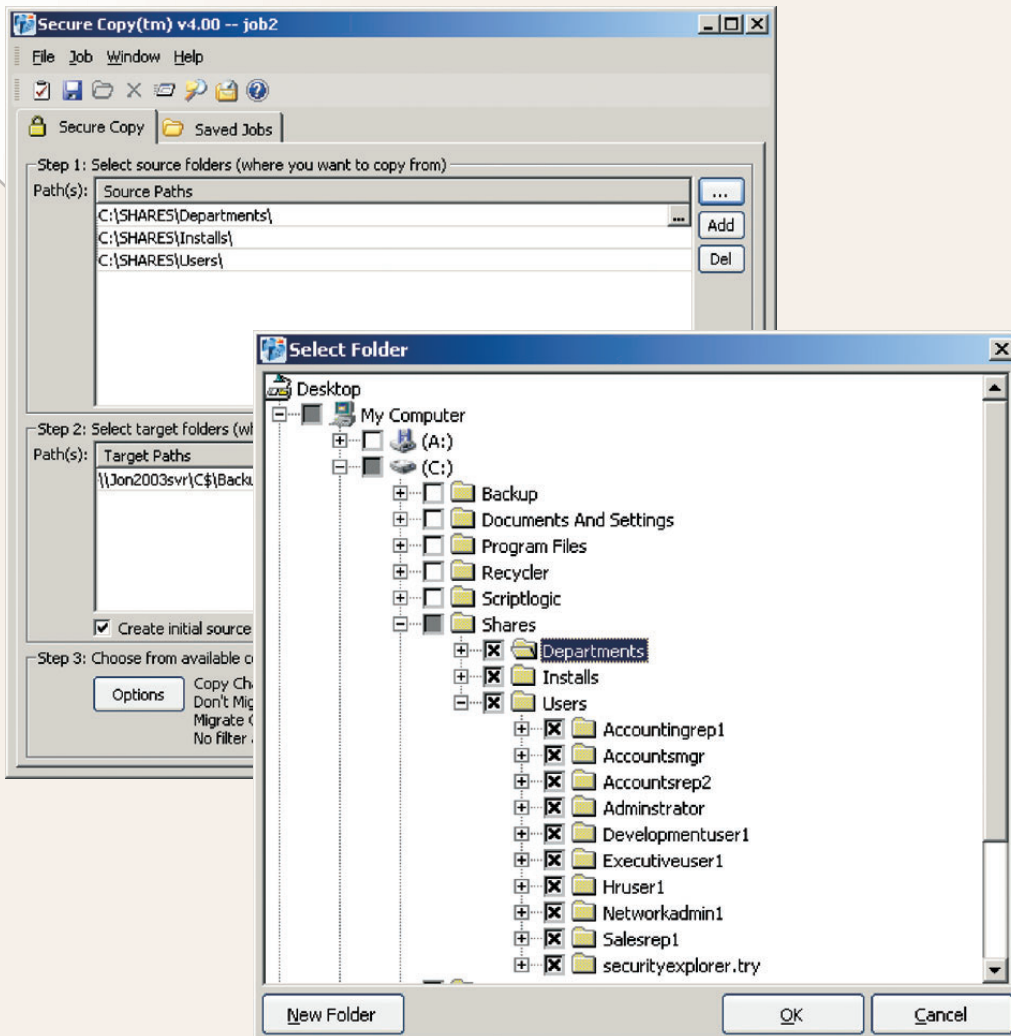 Secure Copy(tm) v4.00 -- job2
File Job Window Help
Secure Copy Saved Jobs
Step 1: Select source folders (where you want to copy from)
Path(s): Source Paths ...
C:\SHARES\Departments\ ...
Add
C:\SHARES\Installs\
C:\SHARES\Users\ Del
Step 2: Select target folders
Path(s): Target Paths
\\Jon2003svr\C$\Backu
Create initial source
Step 3: Choose from available
Options
Copy
Don't
Migrate
No filter
Select Folder
Desktop
My Computer
(A:)
(C:)
Backup
Documents And Settings
Program Files
Recycler
Scriptlogic
Shares
Departments
Installs
Users
Accountingrep1
Accountsmgr
Accountsrep2
Adminstrator
Developmentuser1
Executiveuser1
Hruser1
Networkadmin1
Salesrep1
securityexplorer.try
New Folder OK Cancel